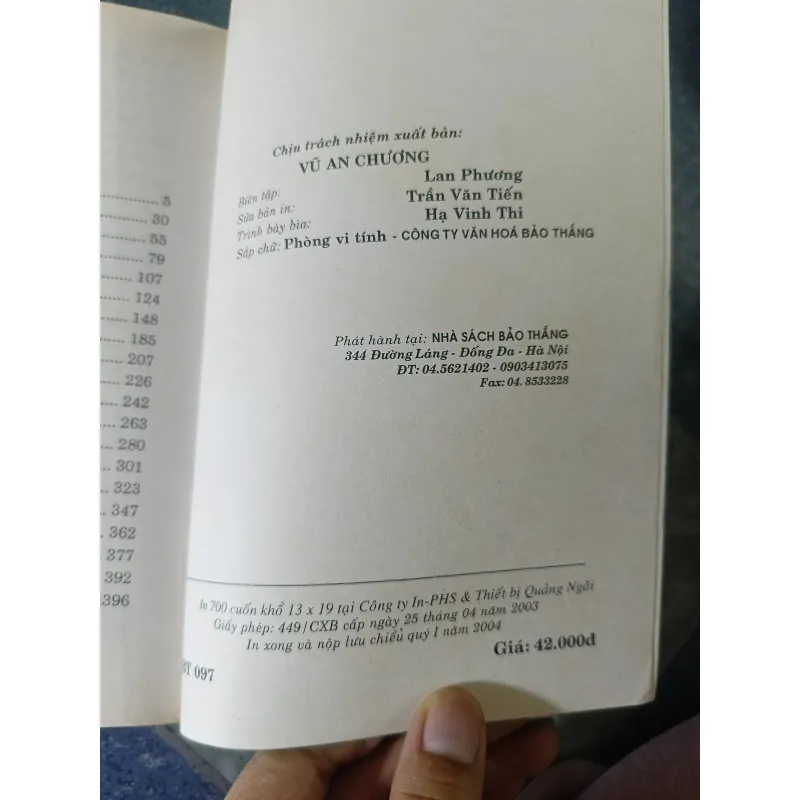 5
30
55
79
107
124
148
185
207
226
242
263
280
301
323
347
362
377
392
396
Chịu trách nhiệm xuất bản:
VŨ AN CHƯƠNG
Biên tập: Lan Phương
Sửa bản in: Trần Văn Tiến
Trình bày bìa: Hạ Vinh Thi
Sắp chữ: Phòng vi tính - CÔNG TY VĂN HOÁ BẢO THẮNG
Phát hành tại: NHÀ SÁCH BẢO THẮNG
344 Đường Láng - Đống Đa - Hà Nội
ĐT: 04.5621402 - 0903413075
Fax: 04. 8533228
In 700 cuốn khổ 13 x 19 tại Công ty In-PHS & Thiết bị Quảng Ngãi
Giấy phép: 449/CXB cấp ngày 25 tháng 04 năm 2003
In xong và nộp lưu chiểu quý I năm 2004
BT 097
Giá: 42.000đ